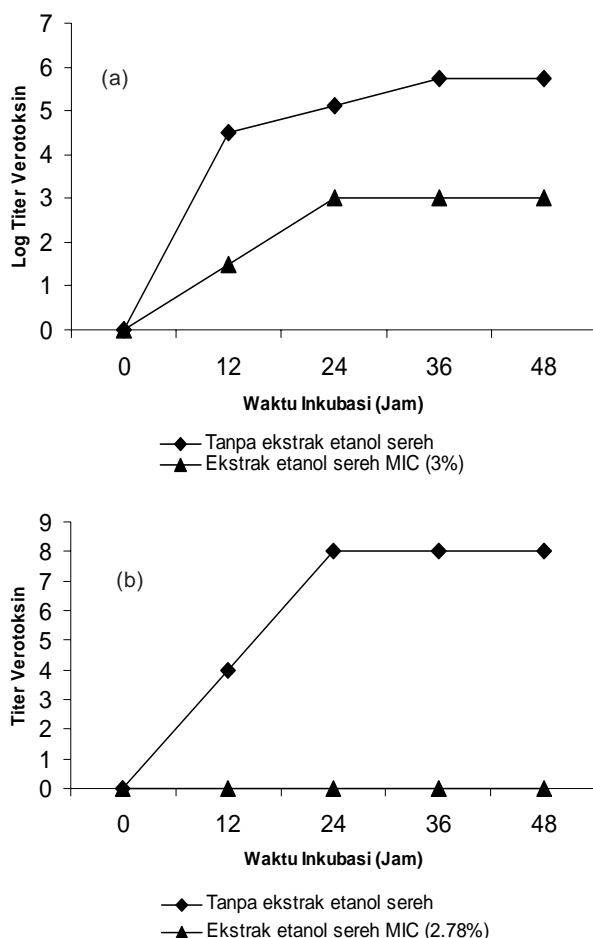 7
6
5
4
3
2
1
0
(a)
Log Titer Verotoksin
0 12 24 36 48
Waktu Inkubasi (Jam)
Tanpa ekstrak etanol sereh
Ekstrak etanol sereh MIC (3%)
9
8
7
6
5
4
3
2
1
0
(b)
Titer Verotoksin
0 12 24 36 48
Waktu Inkubasi (Jam)
Tanpa ekstrak etanol sereh
Ekstrak etanol sereh MIC (2.78%)